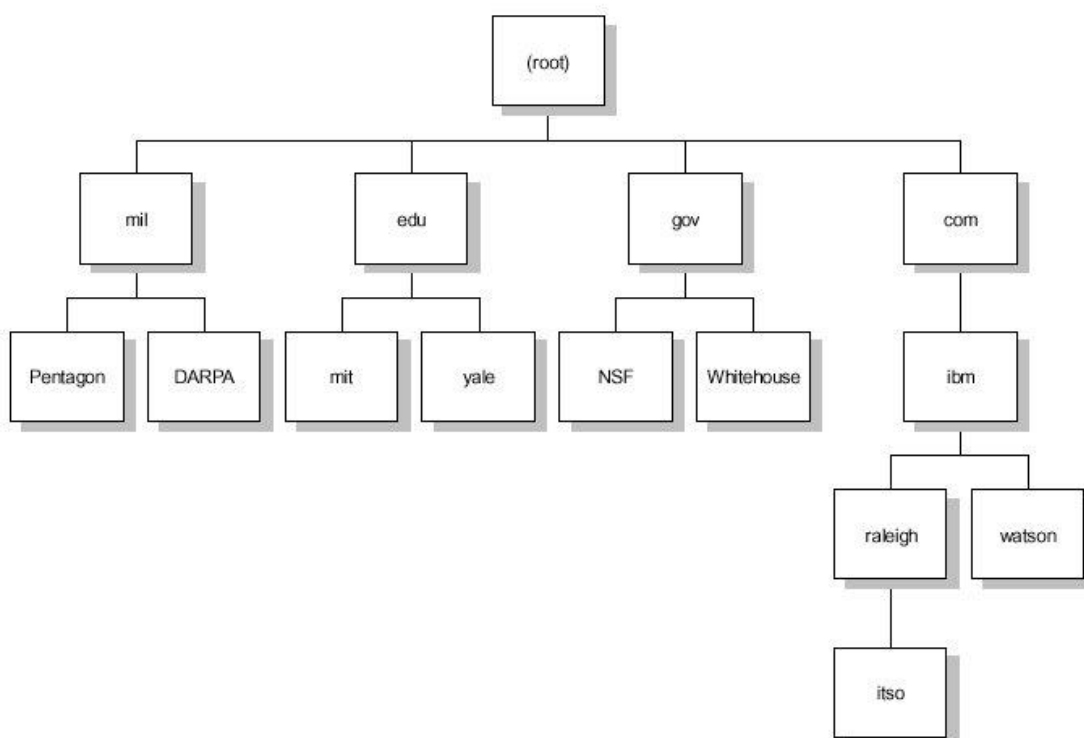 (root)
mil
edu
gov
com
Pentagon
DARPA
mit
yale
NSF
Whitehouse
ibm
raleigh
watson
itso